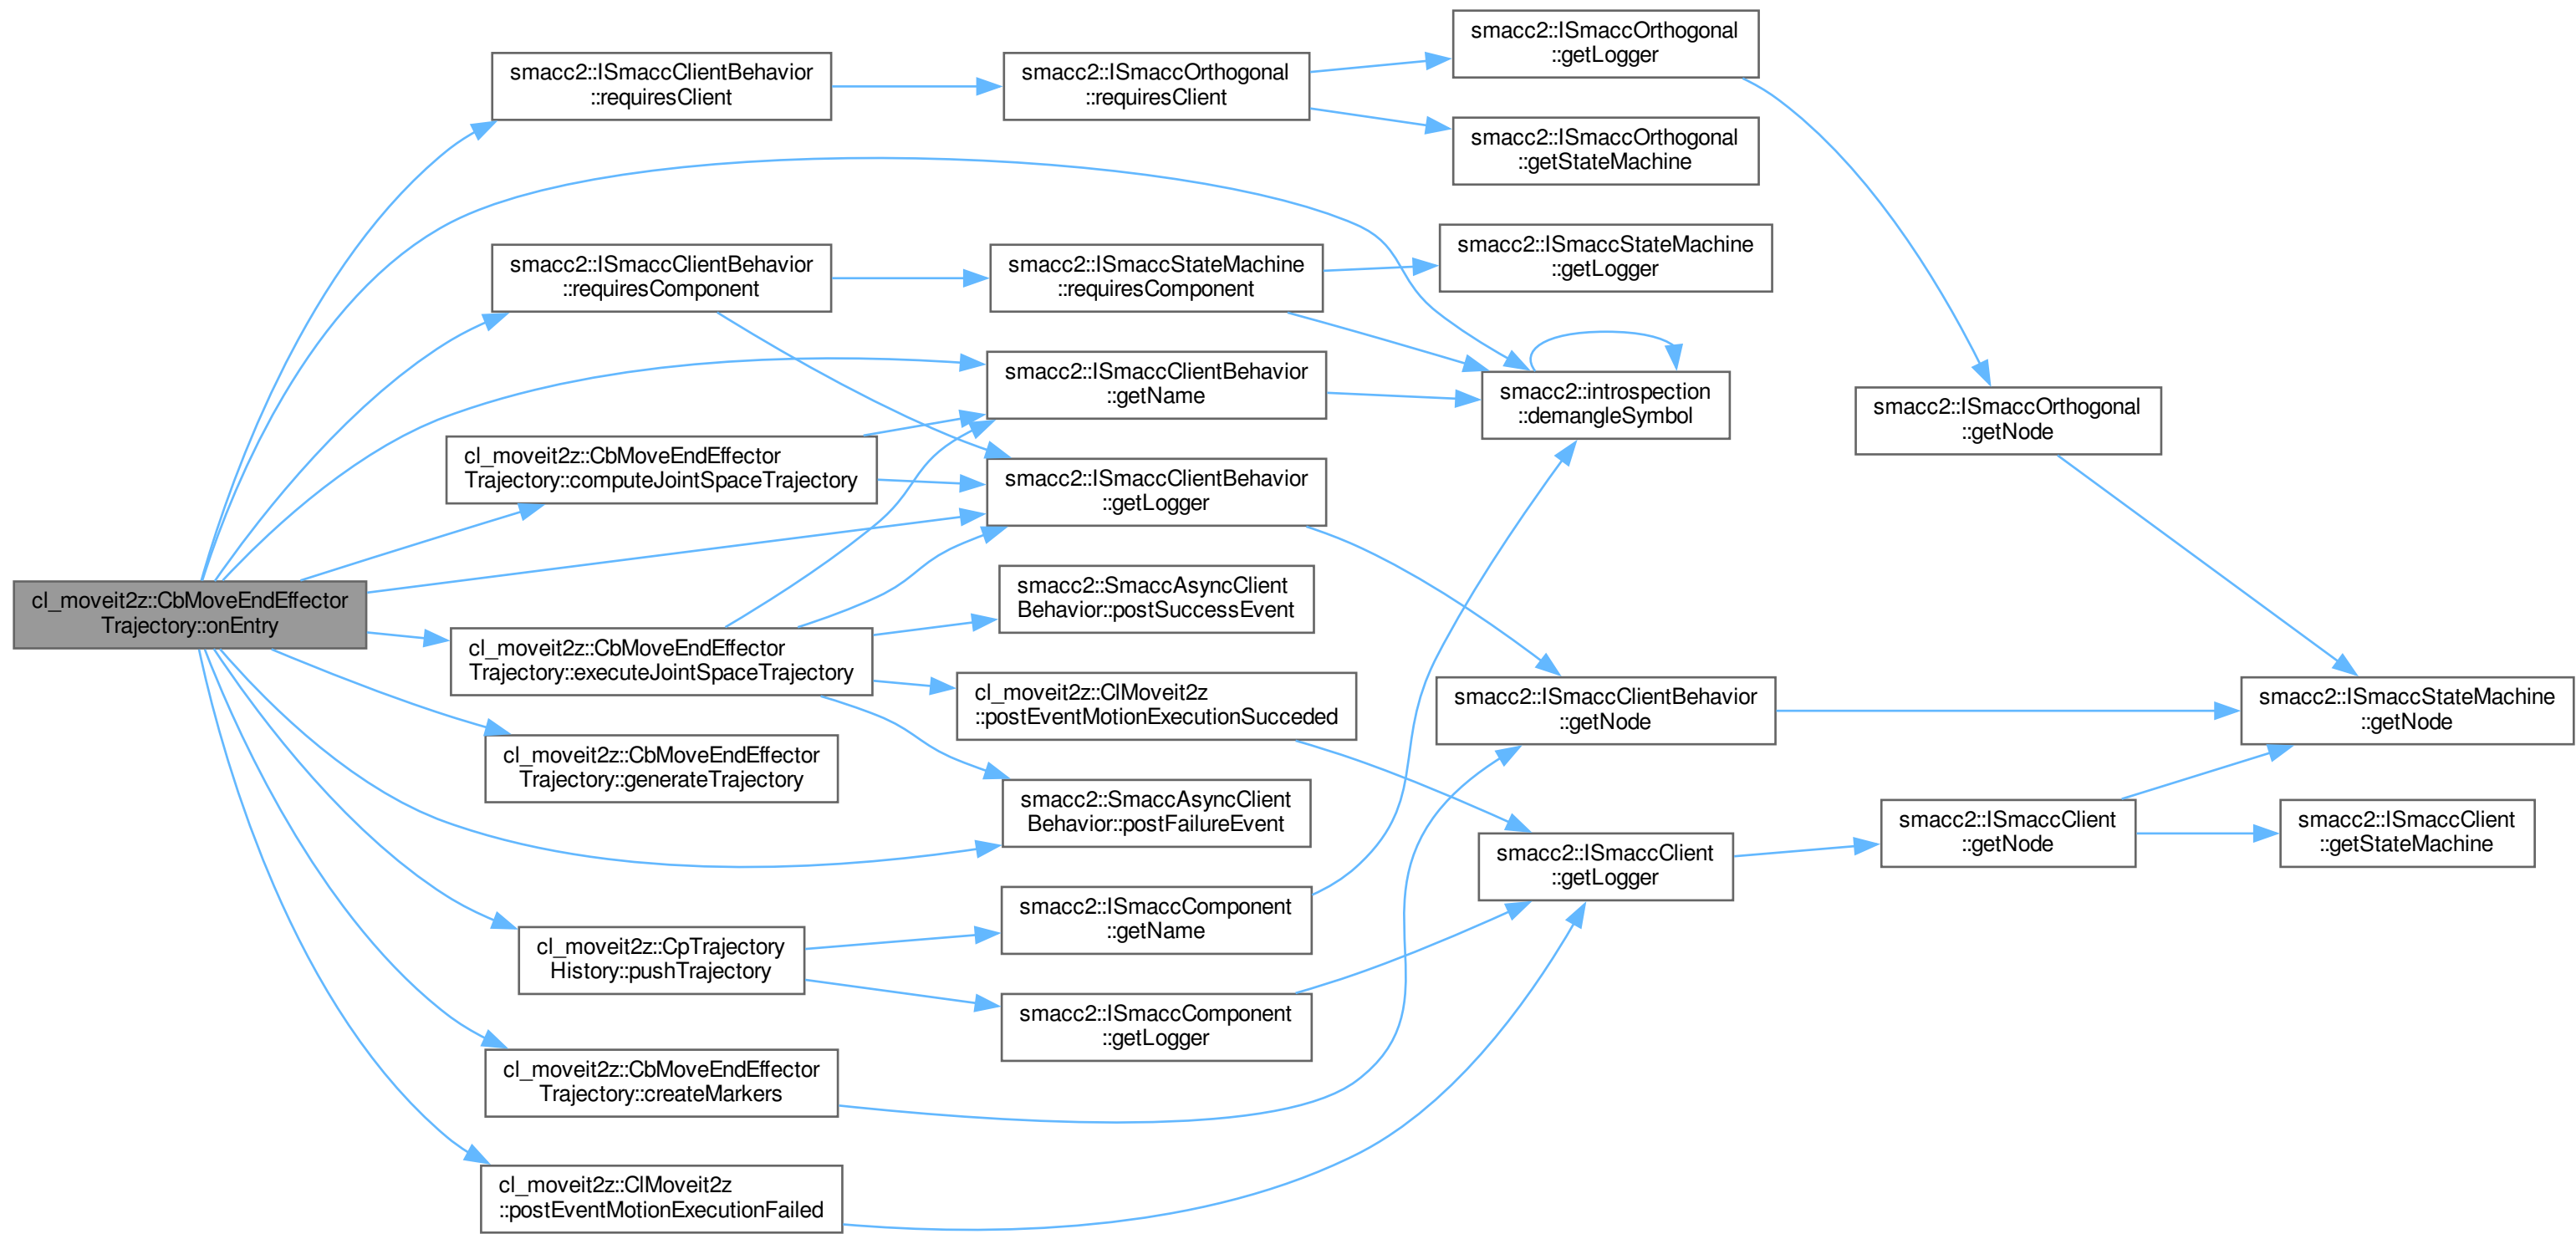 cl_moveit2z::CbMoveEndEffector
Trajectory::onEntry
smacc2::ISmaccClientBehavior
::requiresClient
smacc2::ISmaccClientBehavior
::requiresComponent
cl_moveit2z::CbMoveEndEffector
Trajectory::computeJointSpaceTrajectory
cl_moveit2z::CbMoveEndEffector
Trajectory::executeJointSpaceTrajectory
cl_moveit2z::CbMoveEndEffector
Trajectory::generateTrajectory
cl_moveit2z::CpTrajectory
History::pushTrajectory
cl_moveit2z::CbMoveEndEffector
Trajectory::createMarkers
cl_moveit2z::ClMoveit2z
::postEventMotionExecutionFailed
smacc2::ISmaccOrthogonal
::requiresClient
smacc2::ISmaccStateMachine
::requiresComponent
smacc2::ISmaccClientBehavior
::getName
smacc2::ISmaccClientBehavior
::getLogger
smacc2::SmaccAsyncClient
Behavior::postSuccessEvent
cl_moveit2z::ClMoveit2z
::postEventMotionExecutionSucceded
smacc2::SmaccAsyncClient
Behavior::postFailureEvent
smacc2::ISmaccComponent
::getName
smacc2::ISmaccComponent
::getLogger
smacc2::ISmaccOrthogonal
::getLogger
smacc2::ISmaccOrthogonal
::getStateMachine
smacc2::ISmaccStateMachine
::getLogger
smacc2::introspection
::demangleSymbol
smacc2::ISmaccClientBehavior
::getNode
smacc2::ISmaccClient
::getLogger
smacc2::ISmaccOrthogonal
::getNode
smacc2::ISmaccClient
::getNode
smacc2::ISmaccStateMachine
::getNode
smacc2::ISmaccClient
::getStateMachine